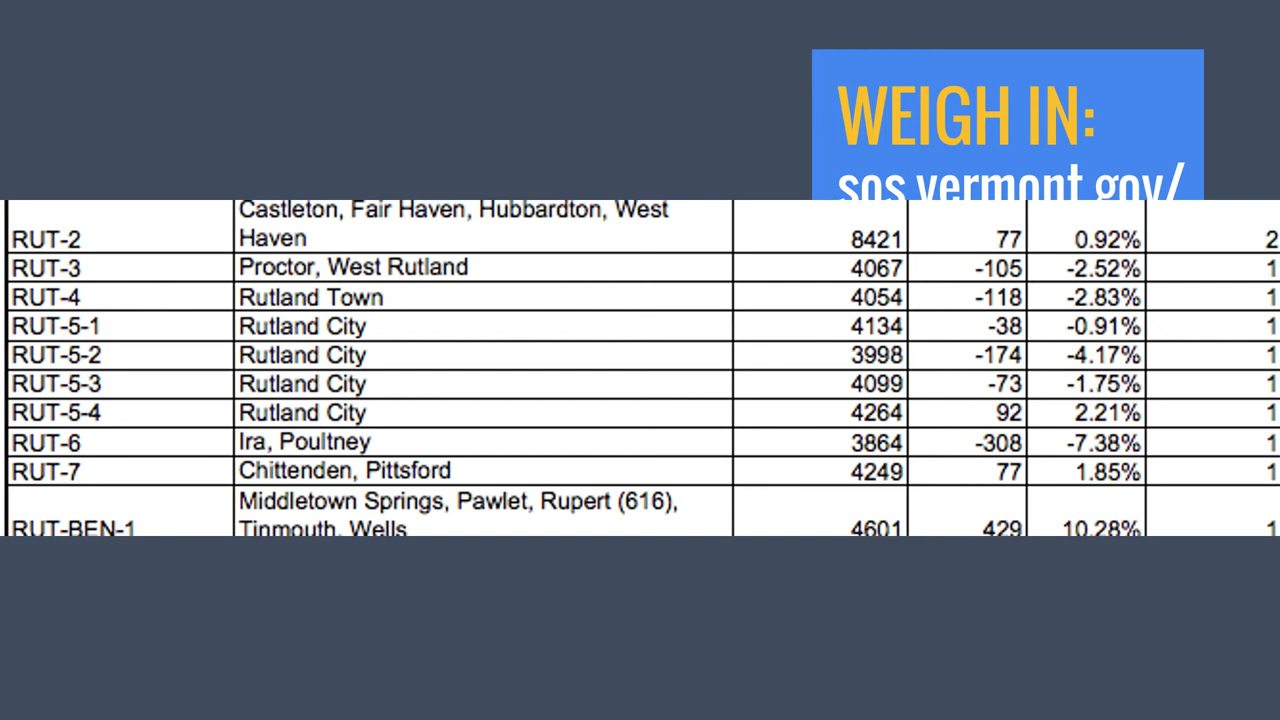 WEIGH IN:
sos.vermont.gov/
Castleton, Fair Haven, Hubbardton, West
RUT-2 Haven 8421 77 0.92% 2
RUT-3 Proctor, West Rutland 4067 -105 -2.52% 1
RUT-4 Rutland Town 4054 -118 -2.83% 1
RUT-5-1 Rutland City 4134 -38 -0.91% 1
RUT-5-2 Rutland City 3998 -174 -4.17% 1
RUT-5-3 Rutland City 4099 -73 -1.75% 1
RUT-5-4 Rutland City 4264 92 2.21% 1
RUT-6 Ira, Poultney 3864 -308 -7.38% 1
RUT-7 Chittenden, Pittsford 4249 77 1.85% 1
Middletown Springs, Pawlet, Rupert (616),
RUT-BEN-1 Tinmouth, Wells 4601 429 10.28% 1